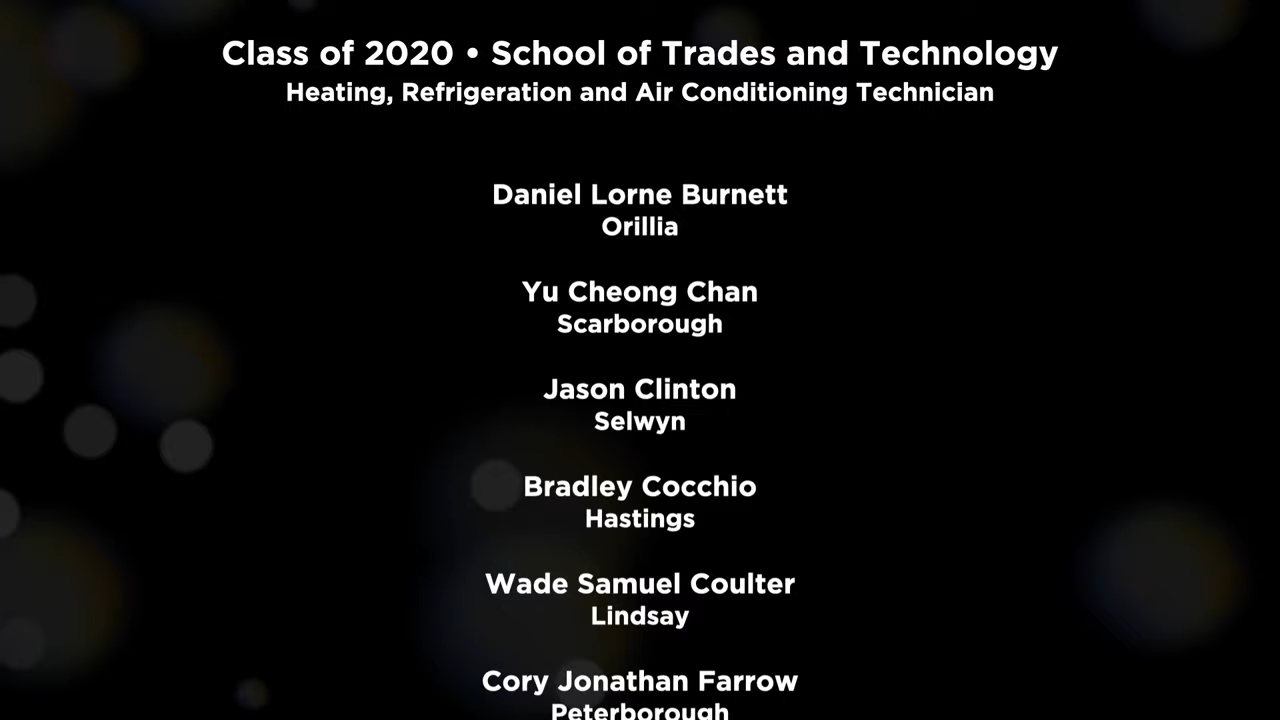 Class of 2020 • School of Trades and Technology
Heating, Refrigeration and Air Conditioning Technician
Daniel Lorne Burnett
Orillia
Yu Cheong Chan
Scarborough
Jason Clinton
Selwyn
Bradley Cocchio
Hastings
Wade Samuel Coulter
Lindsay
Cory Jonathan Farrow
Peterborough